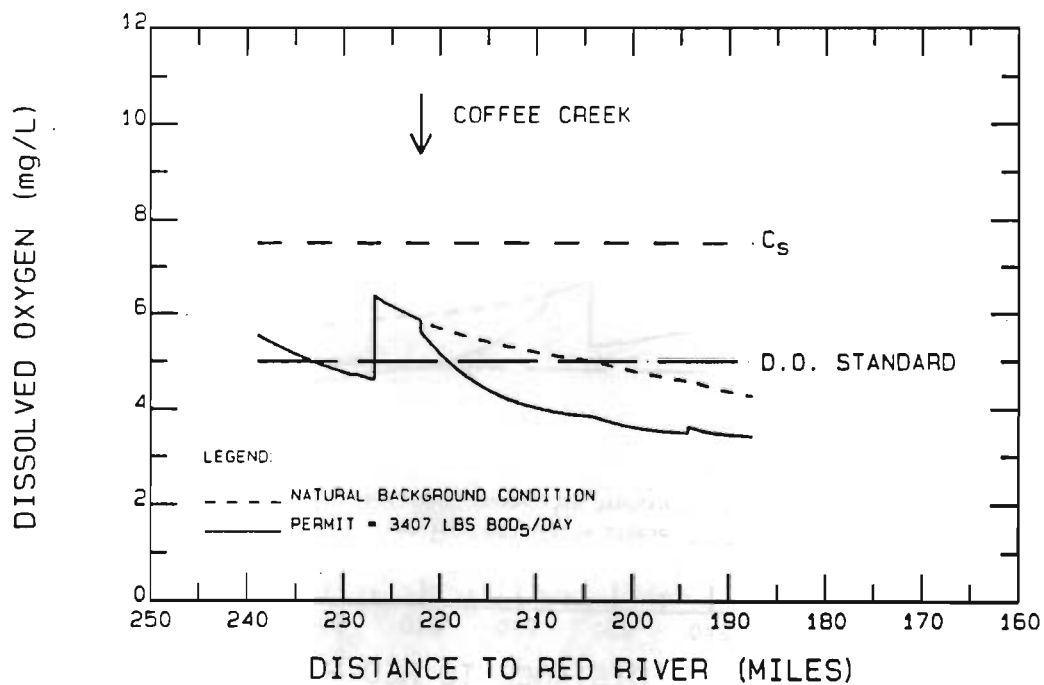 12
10
8
6
4
2
0
DISSOLVED OXYGEN (mg/L)
COFFEE CREEK
Cs
D.O. STANDARD
LEGEND:
NATURAL BACKGROUND CONDITION
PERMIT = 3407 LBS BOD5/DAY
250 240 230 220 210 200 190 180 170 160
DISTANCE TO RED RIVER (MILES)